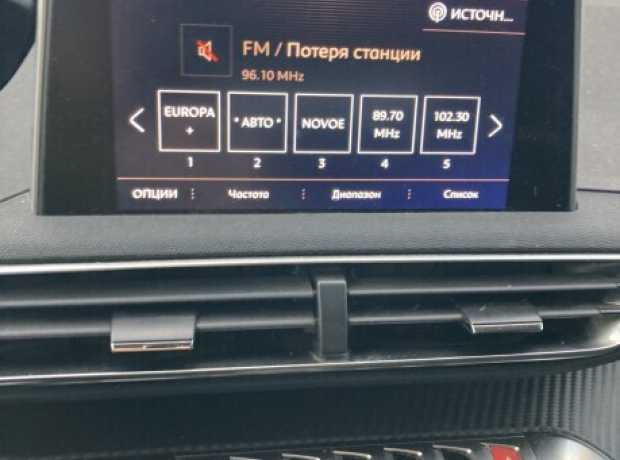 ИСТОЧН...
FM / Потеря станции
96.10 MHz
EUROPA
+
* АВТО *
NOVOE
89.70
MHz
102.30
MHz
1 2 3 4 5
ОПЦИИ Частота Диапазон Список